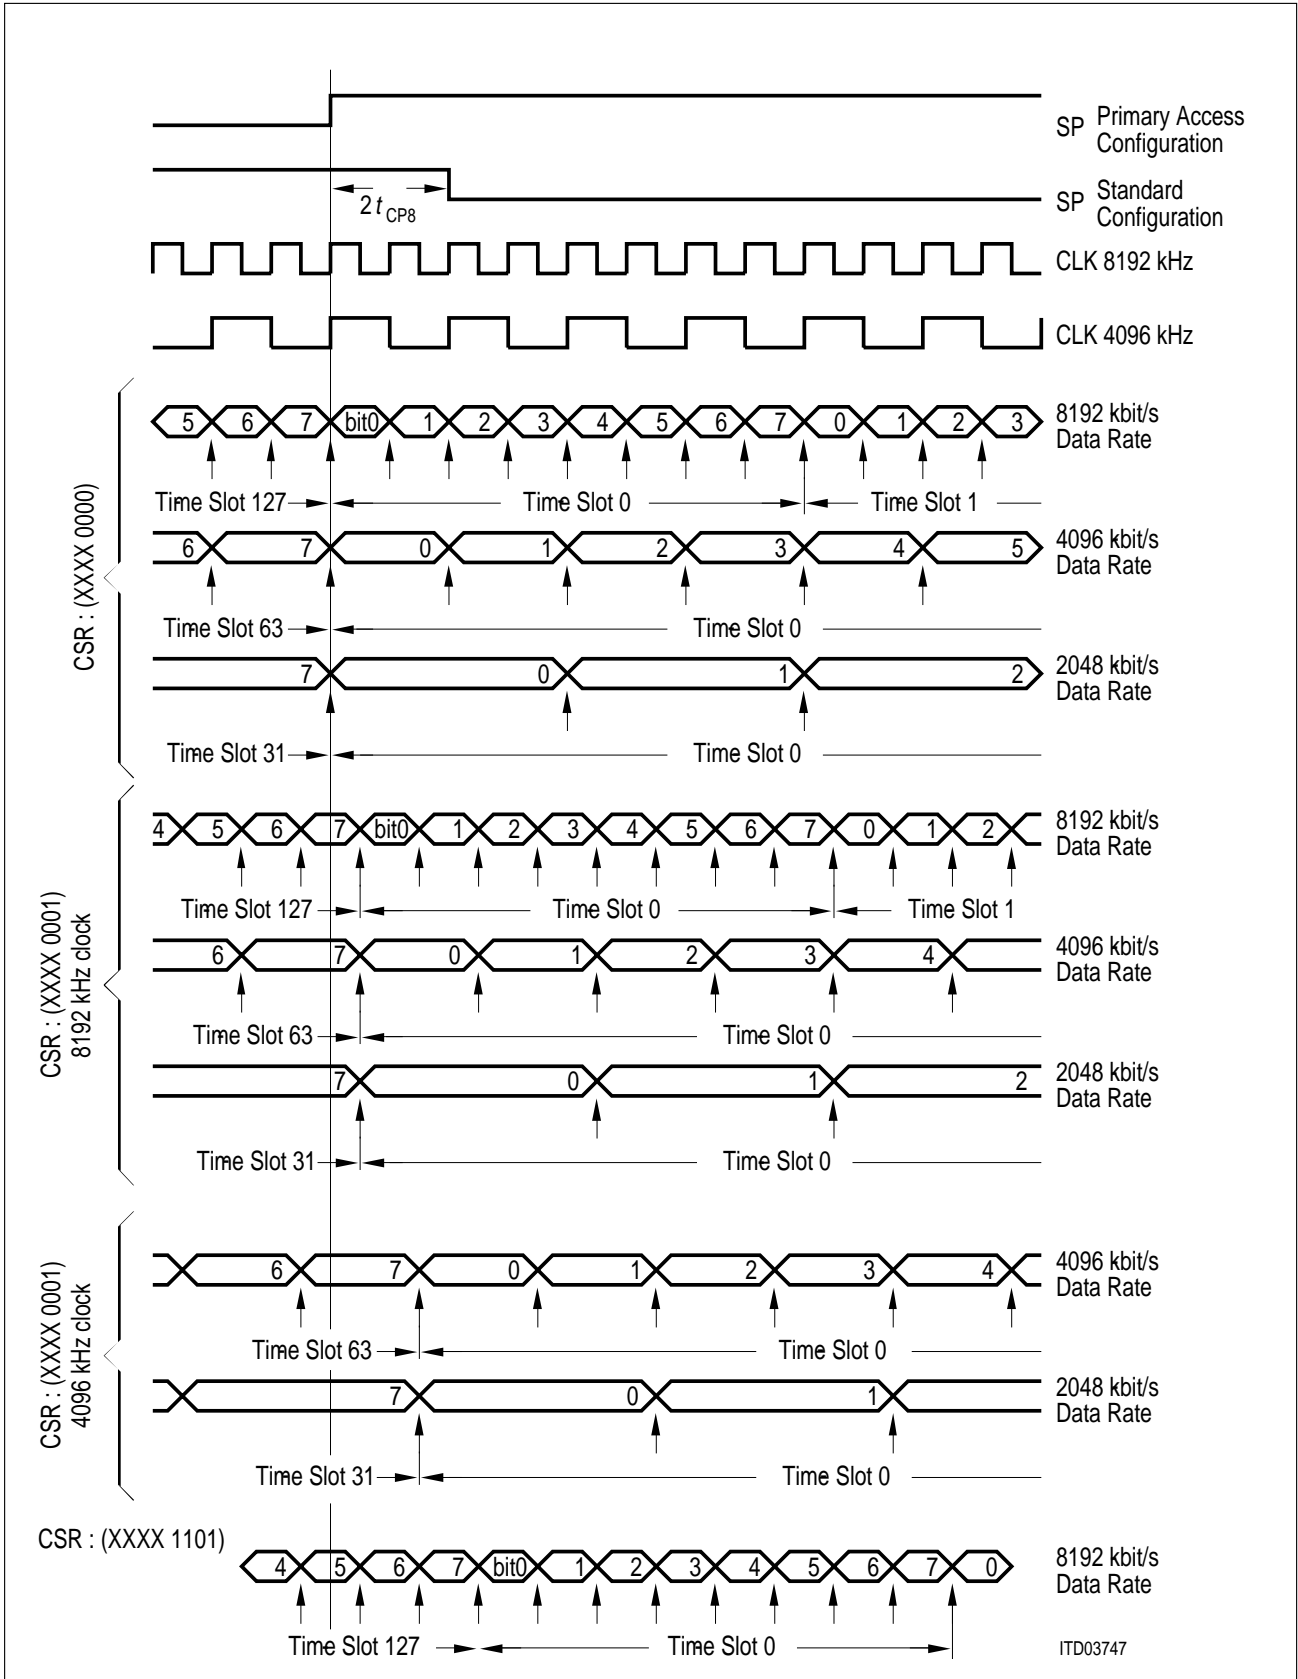 SP Primary Access
Configuration
2 t CP8
SP Standard
Configuration
CLK 8192 kHz
CLK 4096 kHz
CSR : (XXXX 0000)
5 6 7 bit0 1 2 3 4 5 6 7 0 1 2 3
8192 kbit/s
Data Rate
Time Slot 127 Time Slot 0 Time Slot 1
6 7 0 1 2 3 4 5
4096 kbit/s
Data Rate
Time Slot 63 Time Slot 0
7 0 1 2
2048 kbit/s
Data Rate
Time Slot 31 Time Slot 0
CSR : (XXXX 0001)
8192 kHz clock
4 5 6 7 bit0 1 2 3 4 5 6 7 0 1 2
8192 kbit/s
Data Rate
Time Slot 127 Time Slot 0 Time Slot 1
6 7 0 1 2 3 4
4096 kbit/s
Data Rate
Time Slot 63 Time Slot 0
7 0 1 2
2048 kbit/s
Data Rate
Time Slot 31 Time Slot 0
CSR : (XXXX 0001)
4096 kHz clock
6 7 0 1 2 3 4
4096 kbit/s
Data Rate
Time Slot 63 Time Slot 0
7 0 1
2048 kbit/s
Data Rate
Time Slot 31 Time Slot 0
CSR : (XXXX 1101)
4 5 6 7 bit0 1 2 3 4 5 6 7 0
8192 kbit/s
Data Rate
Time Slot 127 Time Slot 0
ITD03747